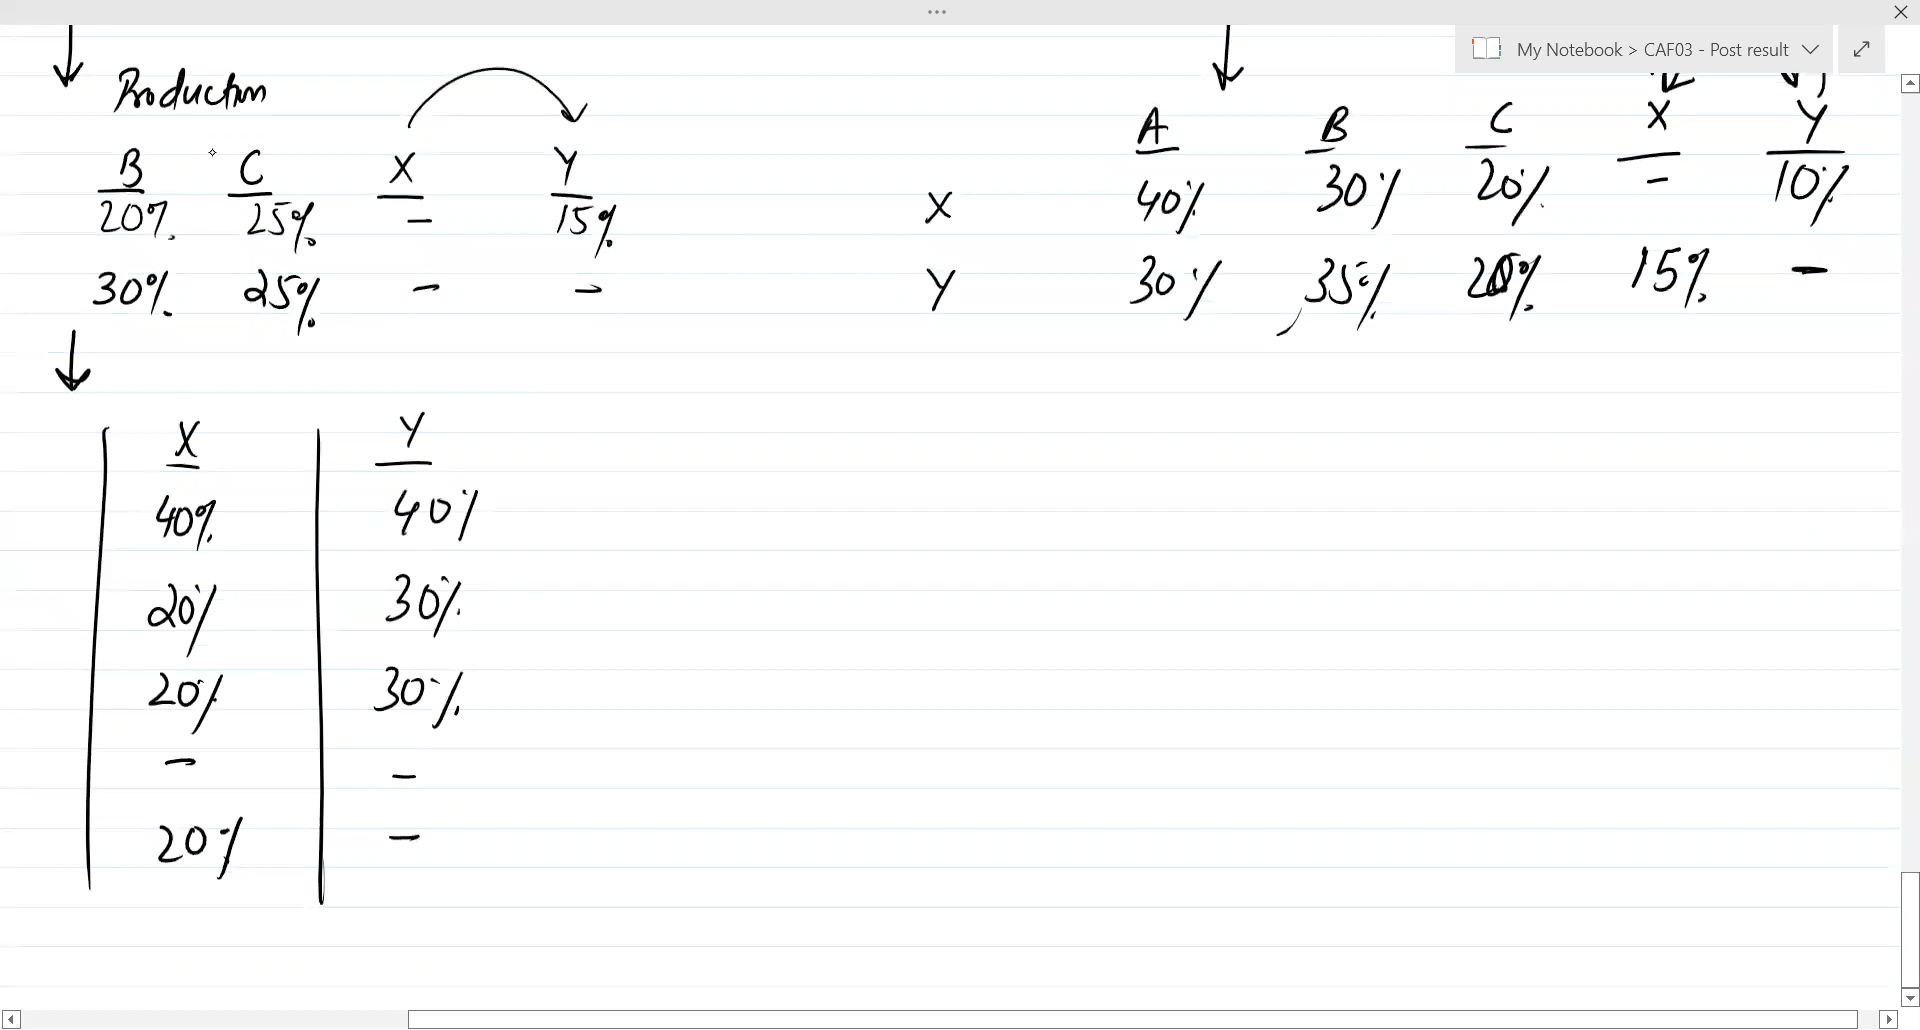 My Notebook > CAF03 - Post result
Production
B C X Y
20% 25% - 15%
30% 25% - -
A B C X Y
X 40% 30% 20% - 10%
Y 30% 35% 20% 15% -
X Y
40% 40%
20% 30%
20% 30%
- -
20% -